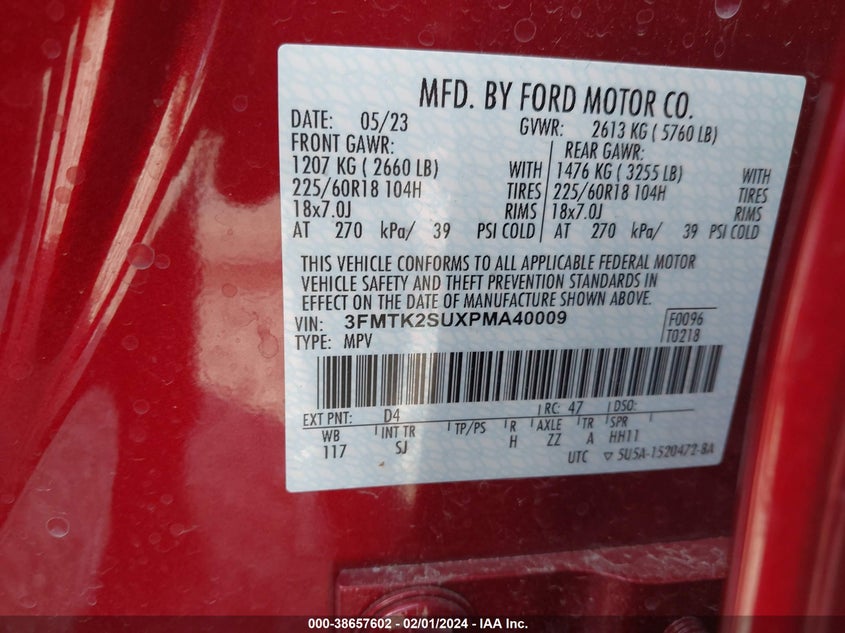 MFD. BY FORD MOTOR CO.
DATE: 05/23 GVWR: 2613 KG ( 5760 LB)
FRONT GAWR: REAR GAWR:
1207 KG ( 2660 LB) WITH 1476 KG ( 3255 LB) WITH
225/60R18 104H TIRES 225/60R18 104H TIRES
18x7.0J RIMS 18x7.0J RIMS
AT 270 kPa/ 39 PSI COLD AT 270 kPa/ 39 PSI COLD
THIS VEHICLE CONFORMS TO ALL APPLICABLE FEDERAL MOTOR
VEHICLE SAFETY AND THEFT PREVENTION STANDARDS IN
EFFECT ON THE DATE OF MANUFACTURE SHOWN ABOVE.
VIN: 3FMTK2SUXPMA40009 F0096
TYPE: MPV T0218
EXT PNT: D4 RC: 47 DSO:
WB INT TR TP/PS R AXLE TR SPR
117 SJ H ZZ A HH11
UTC ▽ 5U5A-1520472-BA
000-38657602 - 02/01/2024 - IAA Inc.